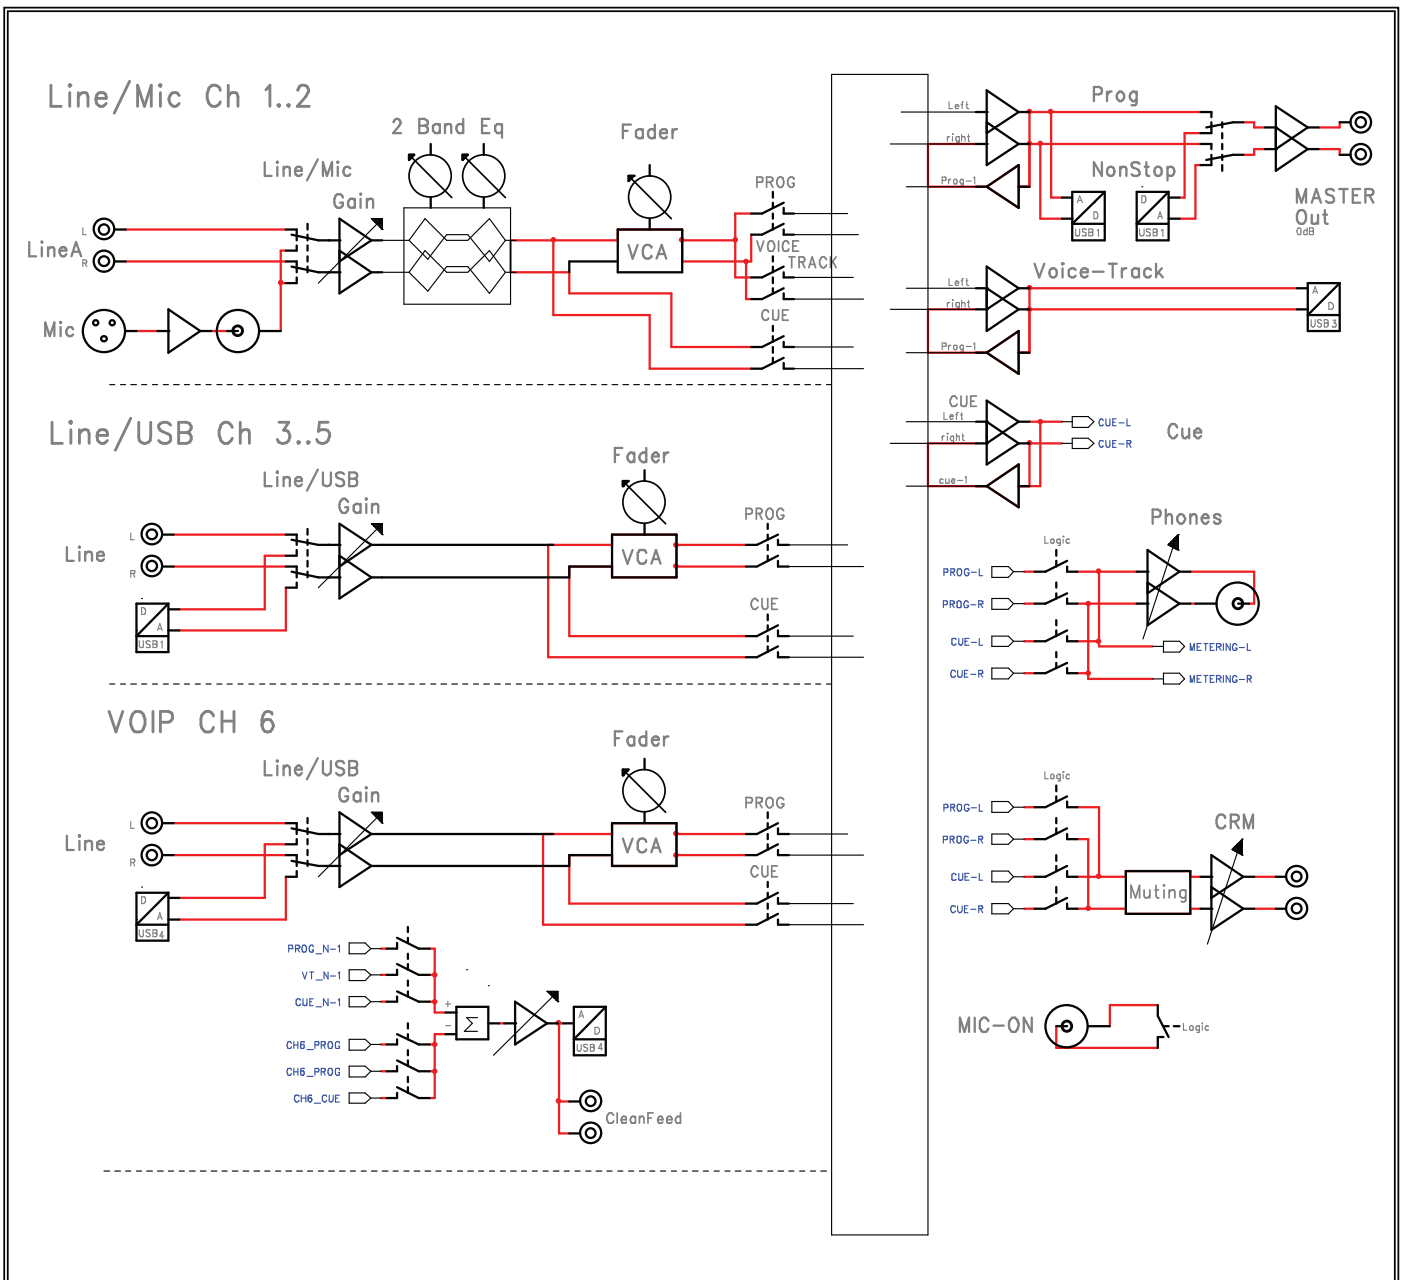 Line/Mic Ch 1..2
2 Band Eq
Fader
Line/Mic
Gain
PROG
L
LineA
R
VCA
VOICE
TRACK
Mic
CUE
Line/USB Ch 3..5
Fader
Line/USB
Gain
PROG
L
Line
R
VCA
D
A
USB1
CUE
VOIP CH 6
Fader
Line/USB
Gain
PROG
L
Line
R
VCA
CUE
D
A
USB4
PROG_N-1
VT_N-1
CUE_N-1
+
Σ
-
A
D
USB4
CH6_PROG
CH6_PROG
CH6_CUE
CleanFeed
Left
Prog
right
Prog-1
NonStop
A
D
USB1
D
A
USB1
MASTER
Out
0dB
Voice-Track
Left
right
Prog-1
A
D
USB3
CUE
Left
right
cue-1
CUE-L
CUE-R
Cue
Phones
Logic
PROG-L
PROG-R
CUE-L
CUE-R
METERING-L
METERING-R
Logic
PROG-L
PROG-R
CUE-L
CUE-R
Muting
CRM
MIC-ON
Logic